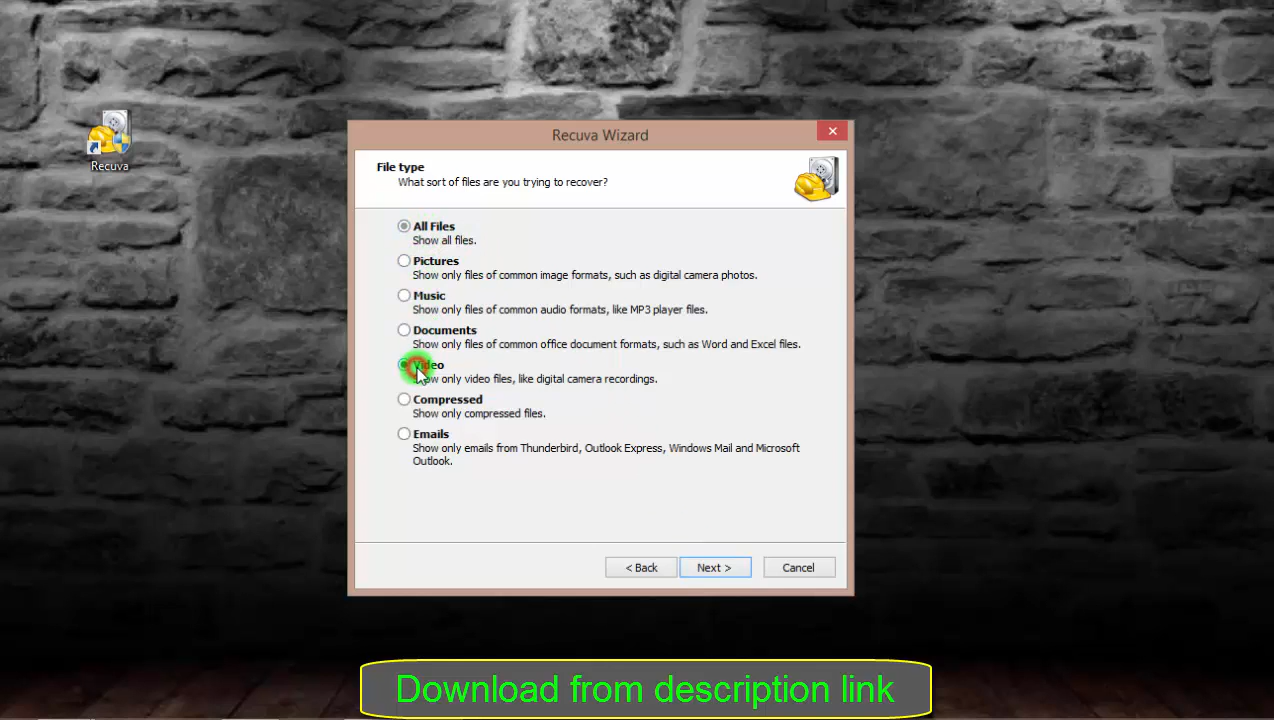 Recuva
Recuva Wizard
File type
What sort of files are you trying to recover?
All Files
Show all files.
Pictures
Show only files of common image formats, such as digital camera photos.
Music
Show only files of common audio formats, like MP3 player files.
Documents
Show only files of common office document formats, such as Word and Excel files.
Video
Show only video files, like digital camera recordings.
Compressed
Show only compressed files.
Emails
Show only emails from Thunderbird, Outlook Express, Windows Mail and Microsoft
Outlook.
< Back Next > Cancel
Download from description link